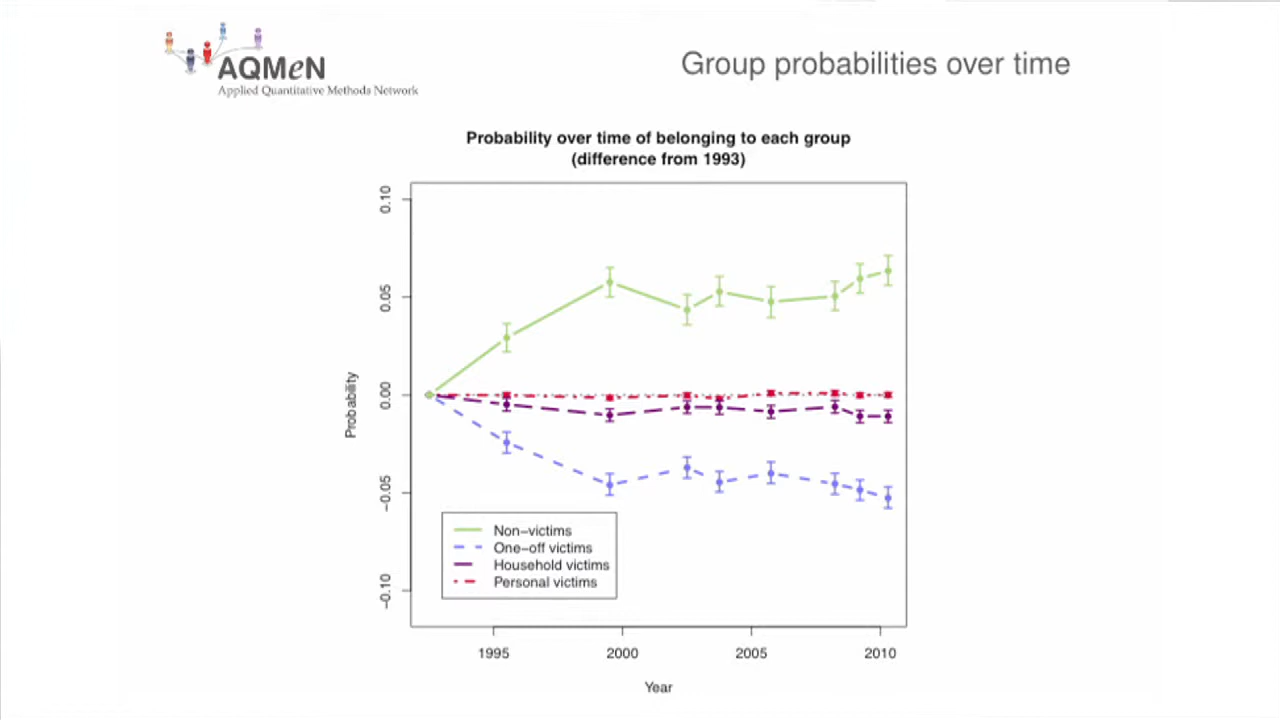 AQMeN
Applied Quantitative Methods Network
Group probabilities over time
Probability over time of belonging to each group
(difference from 1993)
0.10
0.05
0.00
−0.05
−0.10
Probability
Non−victims
One−off victims
Household victims
Personal victims
1995 2000 2005 2010
Year